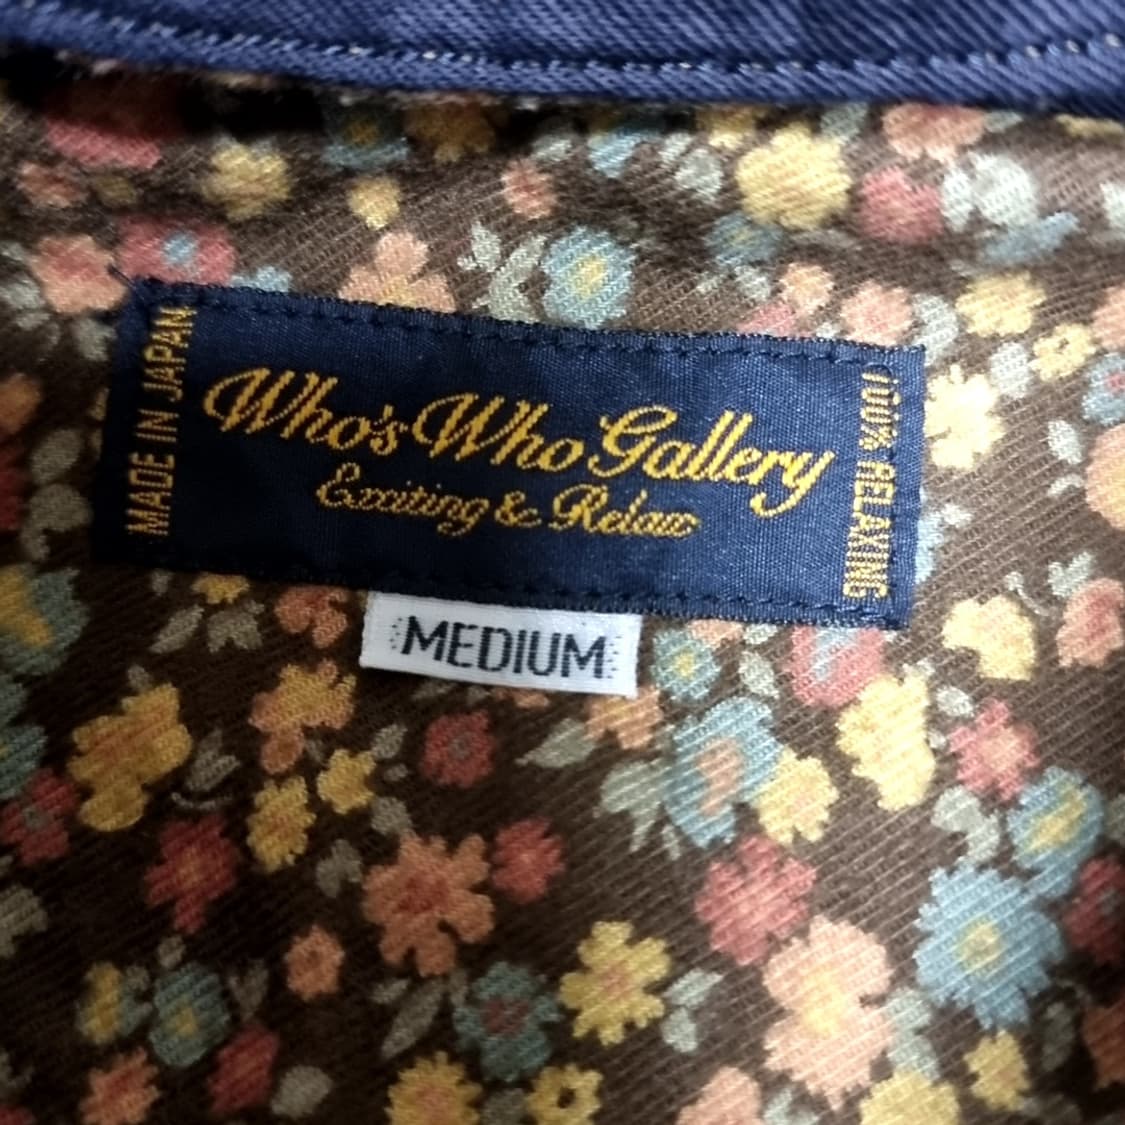 MADE IN JAPAN
Who's Who Gallery
Exciting & Relax
100% RELAXING
MEDIUM